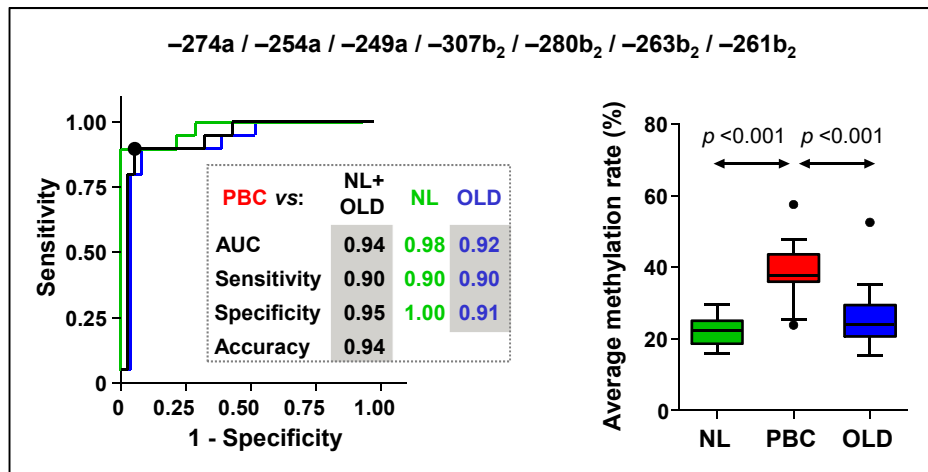 –274a / –254a / –249a / –307b₂ / –280b₂ / –263b₂ / –261b₂
Sensitivity
1.00
0.75
0.50
0.25
0
0 0.25 0.50 0.75 1.00
1 - Specificity
PBC vs: NL+ OLD NL OLD
AUC 0.94 0.98 0.92
Sensitivity 0.90 0.90 0.90
Specificity 0.95 1.00 0.91
Accuracy 0.94
Average methylation rate (%)
80
60
40
20
0
p <0.001 p <0.001
NL PBC OLD